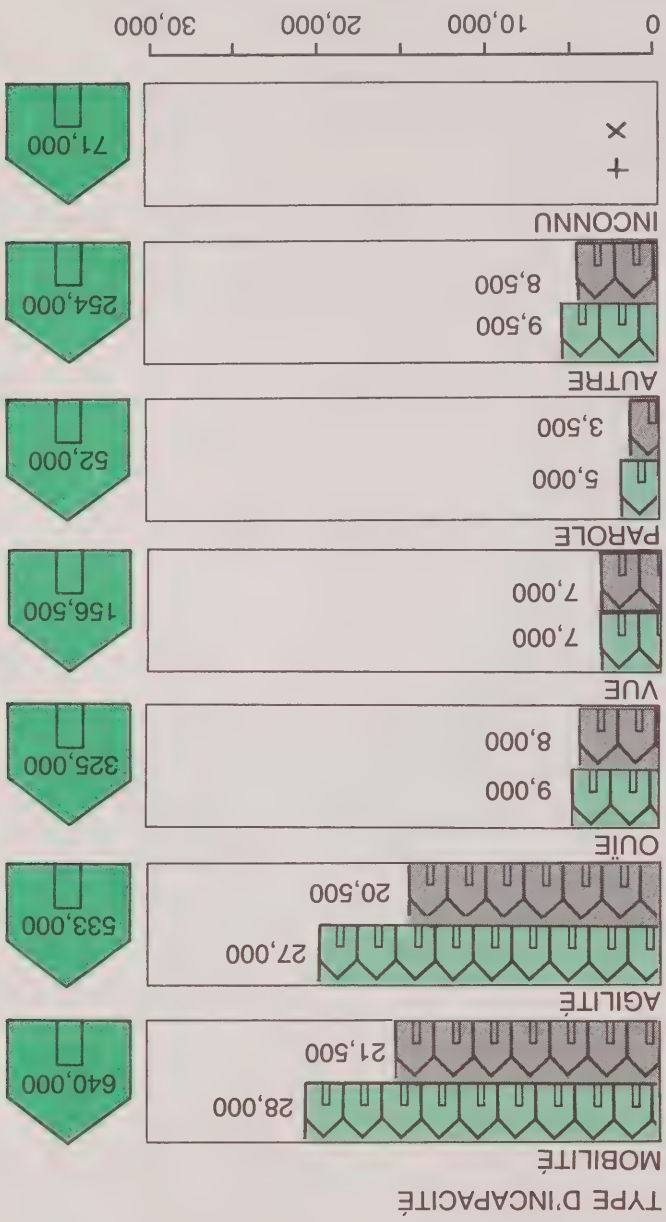 TYPE D'INCAPACITÉ
MOBILITÉ
28,000
640,000
21,500
AGILITÉ
27,000
533,000
20,500
OUÏE
9,000
325,000
8,000
VUE
7,000
156,500
7,000
PAROLE
5,000
52,000
3,500
AUTRE
9,500
254,000
8,500
INCONNU
+
71,000
×
0 10,000 20,000 30,000